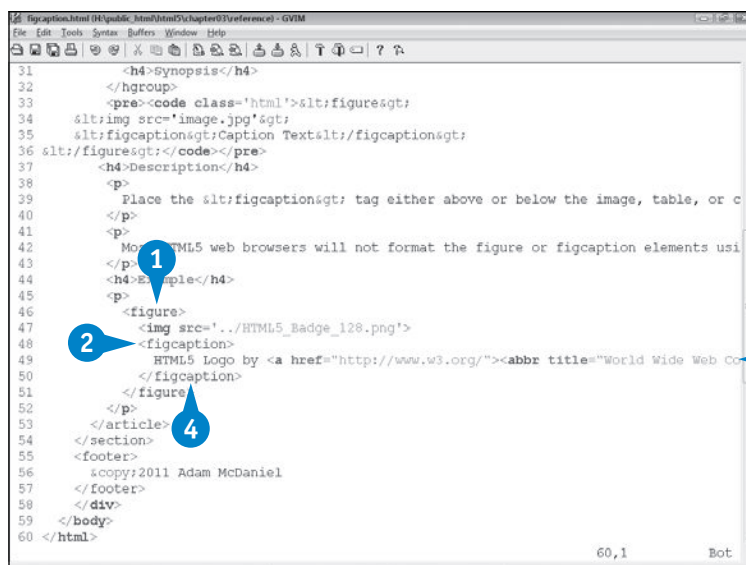 figcaption.html (H:\public_html\html5\chapter03\reference) - GVIM
File Edit Tools Syntax Buffers Window Help
31 <h4>Synopsis</h4>
32 </hgroup>
33 <pre><code class='html'>&lt;figure&gt;
34 &lt;img src='image.jpg'&gt;
35 &lt;figcaption&gt;Caption Text&lt;/figcaption&gt;
36 &lt;/figure&gt;</code></pre>
37 <h4>Description</h4>
38 <p>
39 Place the &lt;figcaption&gt; tag either above or below the image, table, or c
40 </p>
41 <p>
42 Mos HTML5 web browsers will not format the figure or figcaption elements usi
43 </p>
1
44 <h4>Example</h4>
45 <p>
46 <figure>
47 <img src='../HTML5_Badge_128.png'>
2
48 <figcaption>
49 HTML5 Logo by <a href="http://www.w3.org/"><abbr title="World Wide Web Co
50 </figcaption>
51 </figure
52 </p>
4
53 </article>
54 </section>
55 <footer>
56 &copy;2011 Adam McDaniel
57 </footer>
58 </div>
59 </body>
60 </html>
60,1 Bot